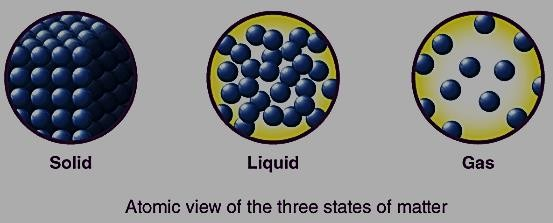 Solid Liquid Gas
Atomic view of the three states of matter